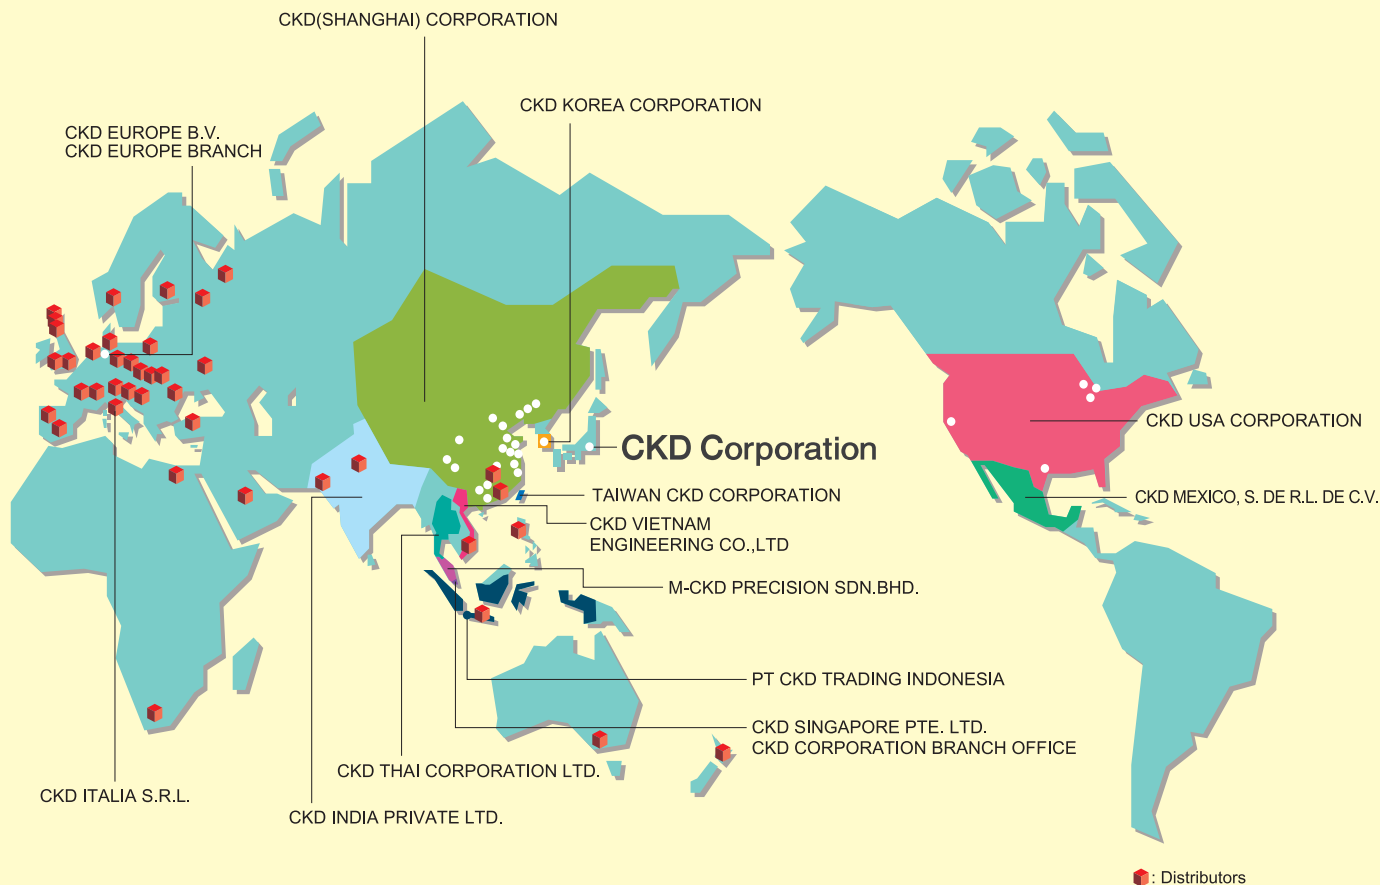 CKD(SHANGHAI) CORPORATION
CKD KOREA CORPORATION
CKD EUROPE B.V.
CKD EUROPE BRANCH
CKD USA CORPORATION
CKD Corporation
TAIWAN CKD CORPORATION
CKD MEXICO, S. DE R.L. DE C.V.
CKD VIETNAM
ENGINEERING CO.,LTD
M-CKD PRECISION SDN.BHD.
PT CKD TRADING INDONESIA
CKD SINGAPORE PTE. LTD.
CKD CORPORATION BRANCH OFFICE
CKD THAI CORPORATION LTD.
CKD ITALIA S.R.L.
CKD INDIA PRIVATE LTD.
: Distributors